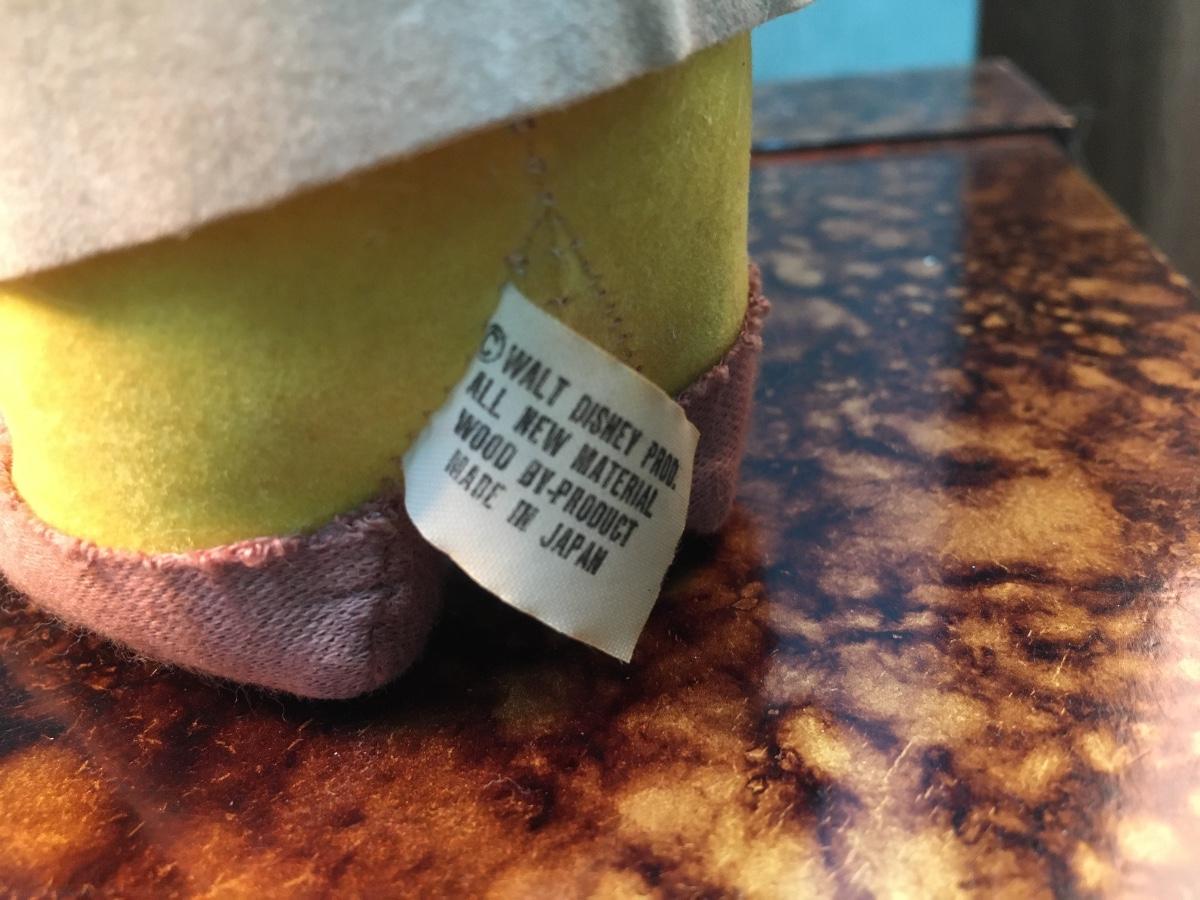 ©WALT DISNEY PROD.
ALL NEW MATERIAL
WOOD BY-PRODUCT
MADE IN JAPAN